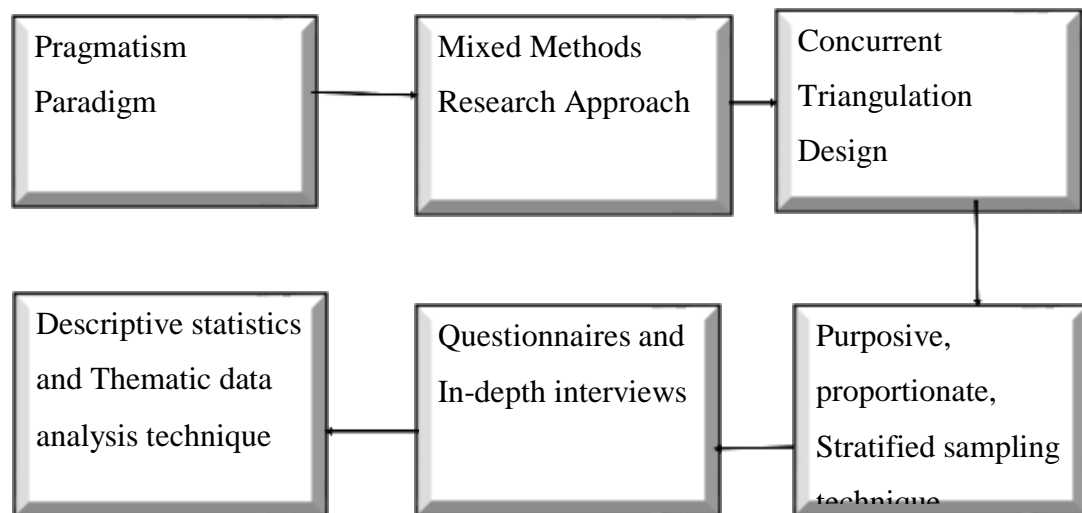 Pragmatism
Paradigm
Mixed Methods
Research Approach
Concurrent
Triangulation
Design
Purposive,
proportionate,
Stratified sampling
technique
Questionnaires and
In-depth interviews
Descriptive statistics
and Thematic data
analysis technique